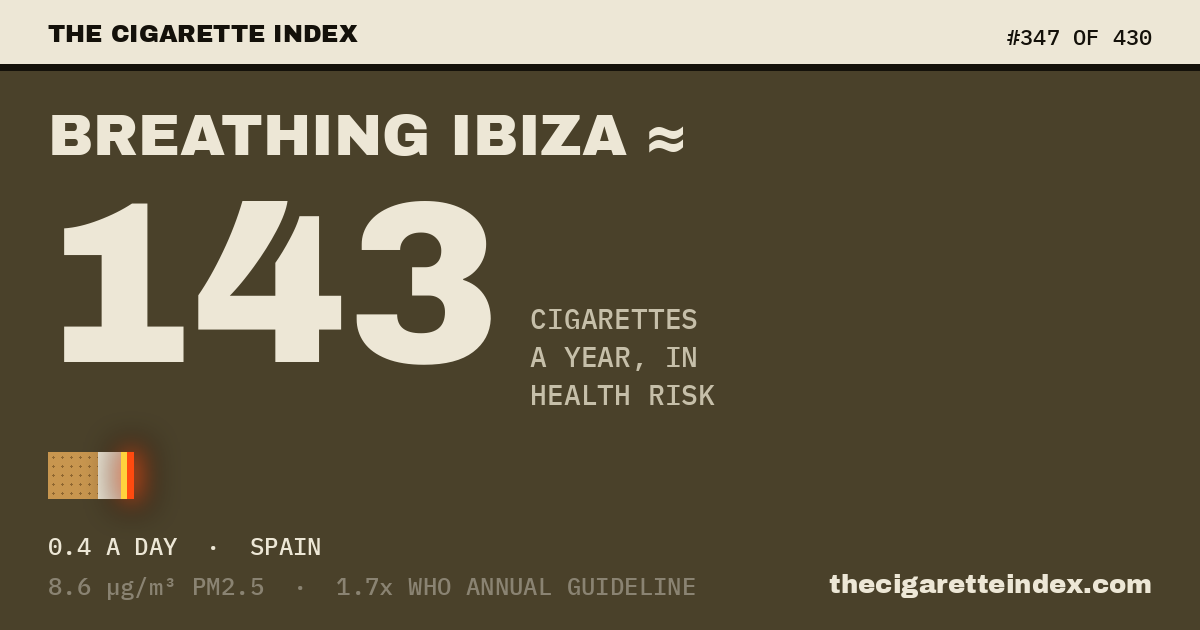 THE CIGARETTE INDEX
#347 OF 430
BREATHING IBIZA ≈
143
CIGARETTES
A YEAR, IN
HEALTH RISK
0.4 A DAY · SPAIN
8.6 µg/m³ PM2.5 · 1.7x WHO ANNUAL GUIDELINE
thecigaretteindex.com